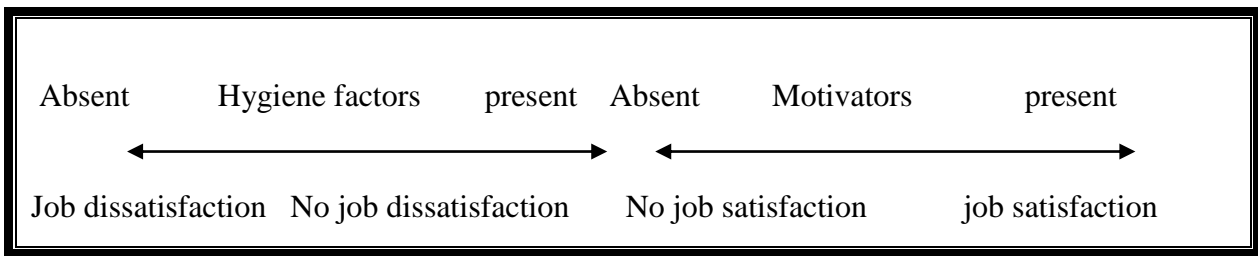 Absent Hygiene factors present Absent Motivators present
Job dissatisfaction No job dissatisfaction No job satisfaction job satisfaction